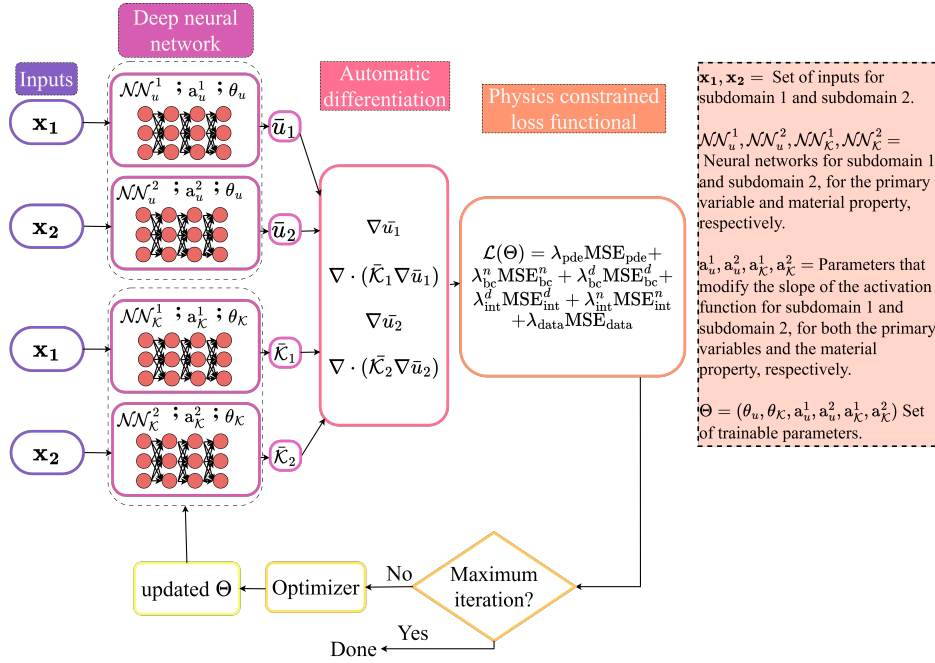 Deep neural
network
Inputs
Automatic
differentiation
Physics constrained
loss functional
𝒩𝒩ᵤ¹ ; aᵤ¹ ; θᵤ
x₁
ū₁
𝒩𝒩ᵤ² ; aᵤ² ; θᵤ
x₂
ū₂
𝒩𝒩_𝒦¹ ; a_𝒦¹ ; θ_𝒦
x₁
𝒦̄₁
𝒩𝒩_𝒦² ; a_𝒦² ; θ_𝒦
x₂
𝒦̄₂
∇ū₁
∇ · (𝒦̄₁∇ū₁)
∇ū₂
∇ · (𝒦̄₂∇ū₂)
ℒ(Θ) = λ_pde MSE_pde +
λ_bc^n MSE_bc^n + λ_bc^d MSE_bc^d +
λ_int^d MSE_int^d + λ_int^n MSE_int^n
+λ_data MSE_data
x₁, x₂ = Set of inputs for
subdomain 1 and subdomain 2.
𝒩𝒩ᵤ¹, 𝒩𝒩ᵤ², 𝒩𝒩_𝒦¹, 𝒩𝒩_𝒦² =
Neural networks for subdomain 1
and subdomain 2, for the primary
variable and material property,
respectively.
aᵤ¹, aᵤ², a_𝒦¹, a_𝒦² = Parameters that
modify the slope of the activation
function for subdomain 1 and
subdomain 2, for both the primary
variables and the material
property, respectively.
Θ = (θᵤ, θ_𝒦, aᵤ¹, aᵤ², a_𝒦¹, a_𝒦²) Set
of trainable parameters.
Maximum
iteration?
No
Optimizer
updated Θ
Yes
Done